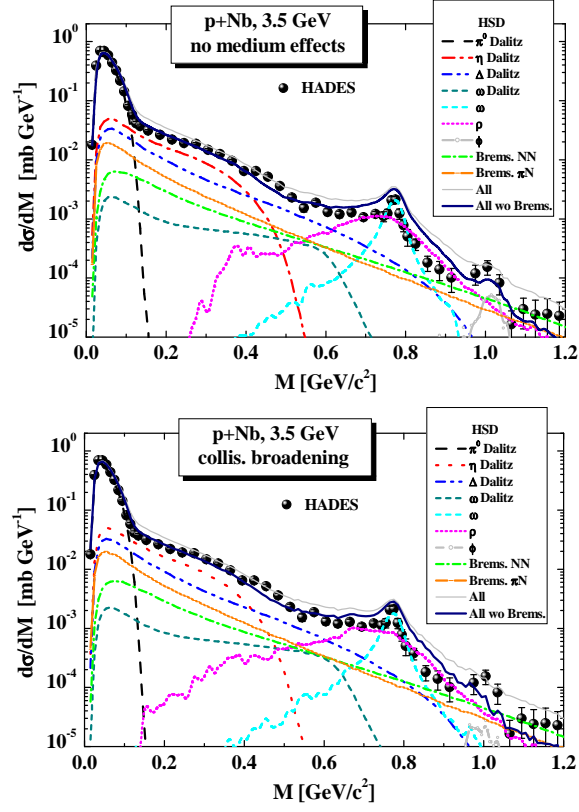 p+Nb, 3.5 GeV
no medium effects
HADES
HSD
π⁰ Dalitz
η Dalitz
Δ Dalitz
ω Dalitz
ω
ρ
ϕ
Brems. NN
Brems. πN
All
All wo Brems.
dσ/dM [mb GeV⁻¹]
10⁰
10⁻¹
10⁻²
10⁻³
10⁻⁴
10⁻⁵
0.0 0.2 0.4 0.6 0.8 1.0 1.2
M [GeV/c²]
p+Nb, 3.5 GeV
collis. broadening
HADES
HSD
π⁰ Dalitz
η Dalitz
Δ Dalitz
ω Dalitz
ω
ρ
ϕ
Brems. NN
Brems. πN
All
All wo Brems.
dσ/dM [mb GeV⁻¹]
10⁰
10⁻¹
10⁻²
10⁻³
10⁻⁴
10⁻⁵
0.0 0.2 0.4 0.6 0.8 1.0 1.2
M [GeV/c²]